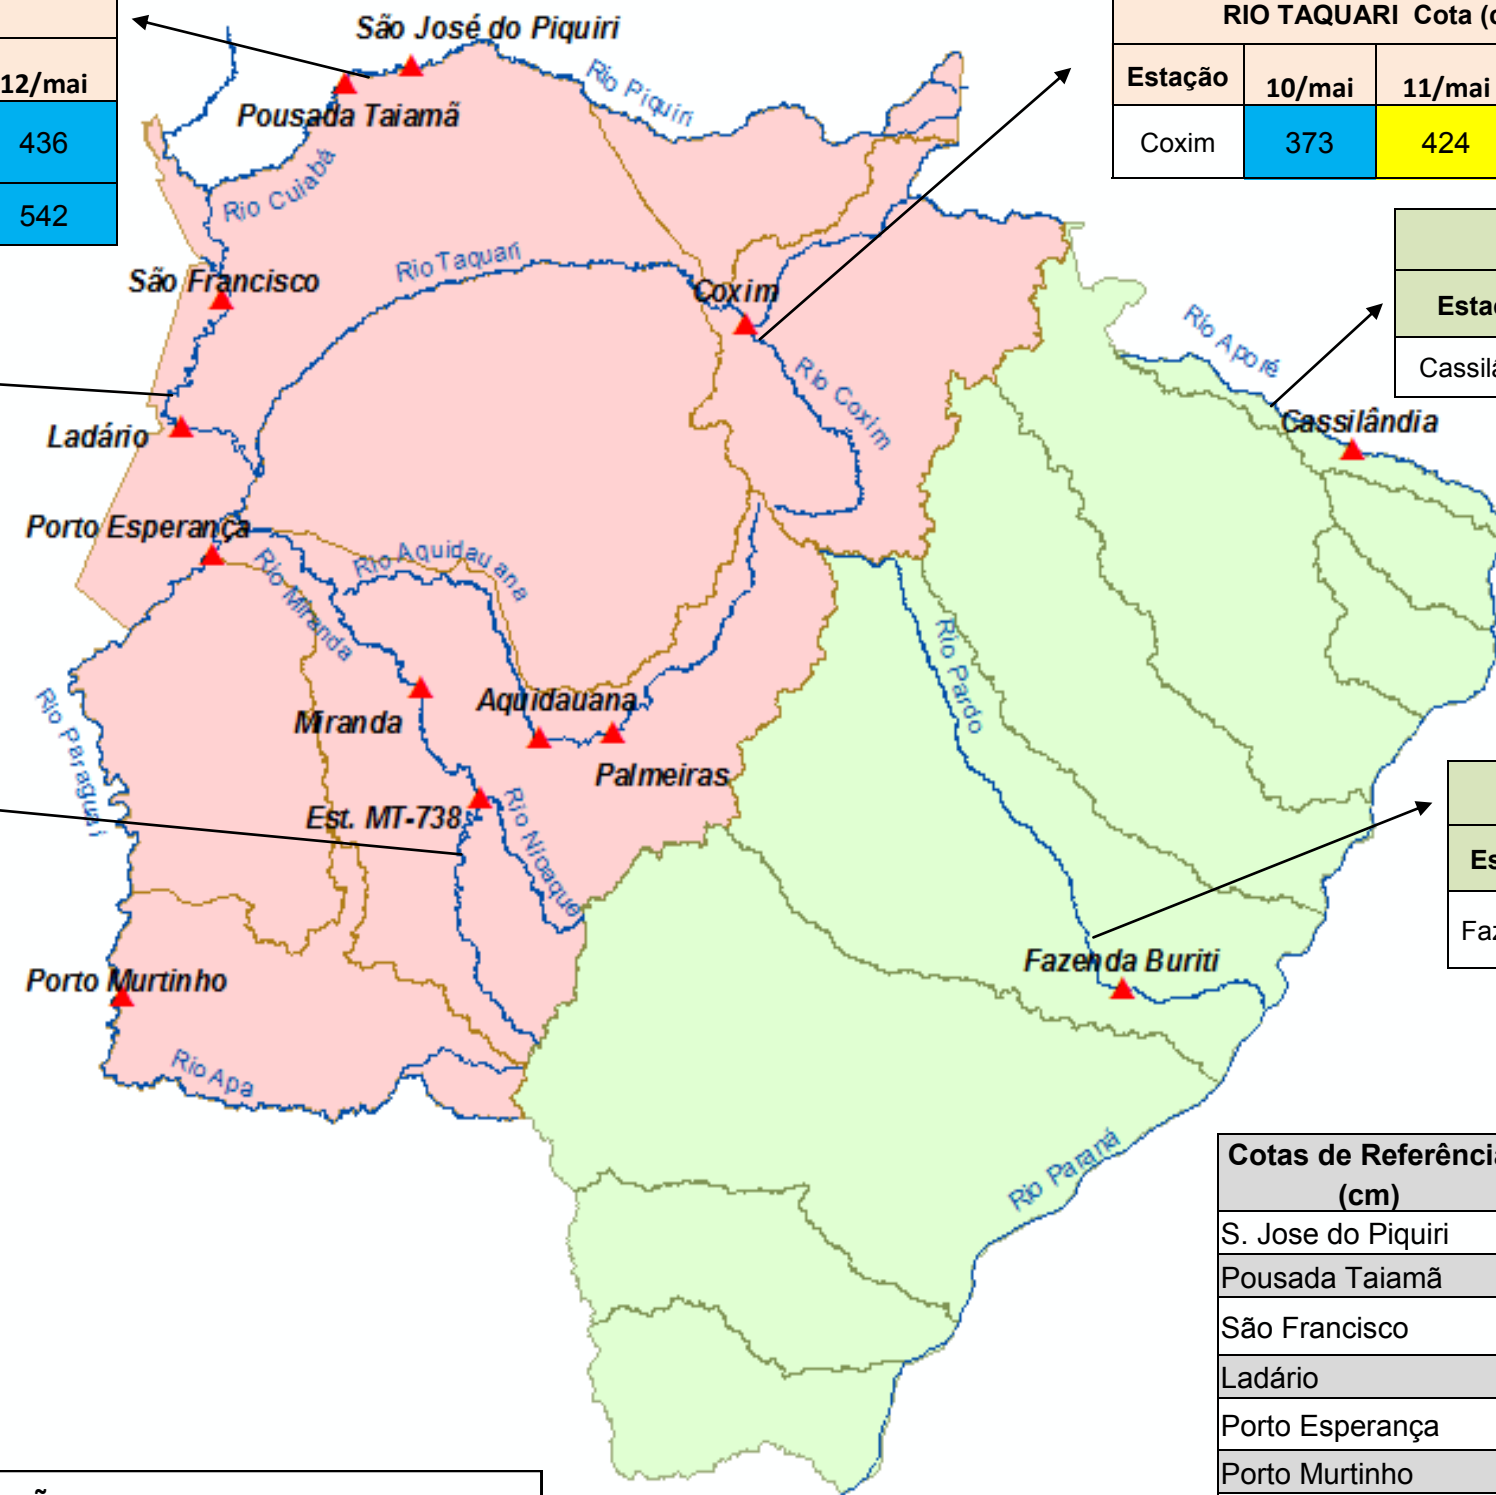 12/mai
436
542
São José do Piquiri
Pousada Taiamã
Rio Piquiri
Rio Cuiabá
RIO TAQUARI Cota (c
Estação 10/mai 11/mai
Coxim 373 424
São Francisco
Rio Taquari
Coxim
Rio Coxim
Ladário
Rio Aporé
Cassilândia
Porto Esperança
Rio Miranda
Rio Aquidauana
Rio Pardo
Rio Paraguai
Miranda
Aquidauana
Palmeiras
Est. MT-738
Rio Nioaque
Fazenda Buriti
Porto Murtinho
Rio Apa
Rio Paraná
Cotas de Referência
(cm)
S. Jose do Piquiri
Pousada Taiamã
São Francisco
Ladário
Porto Esperança
Porto Murtinho